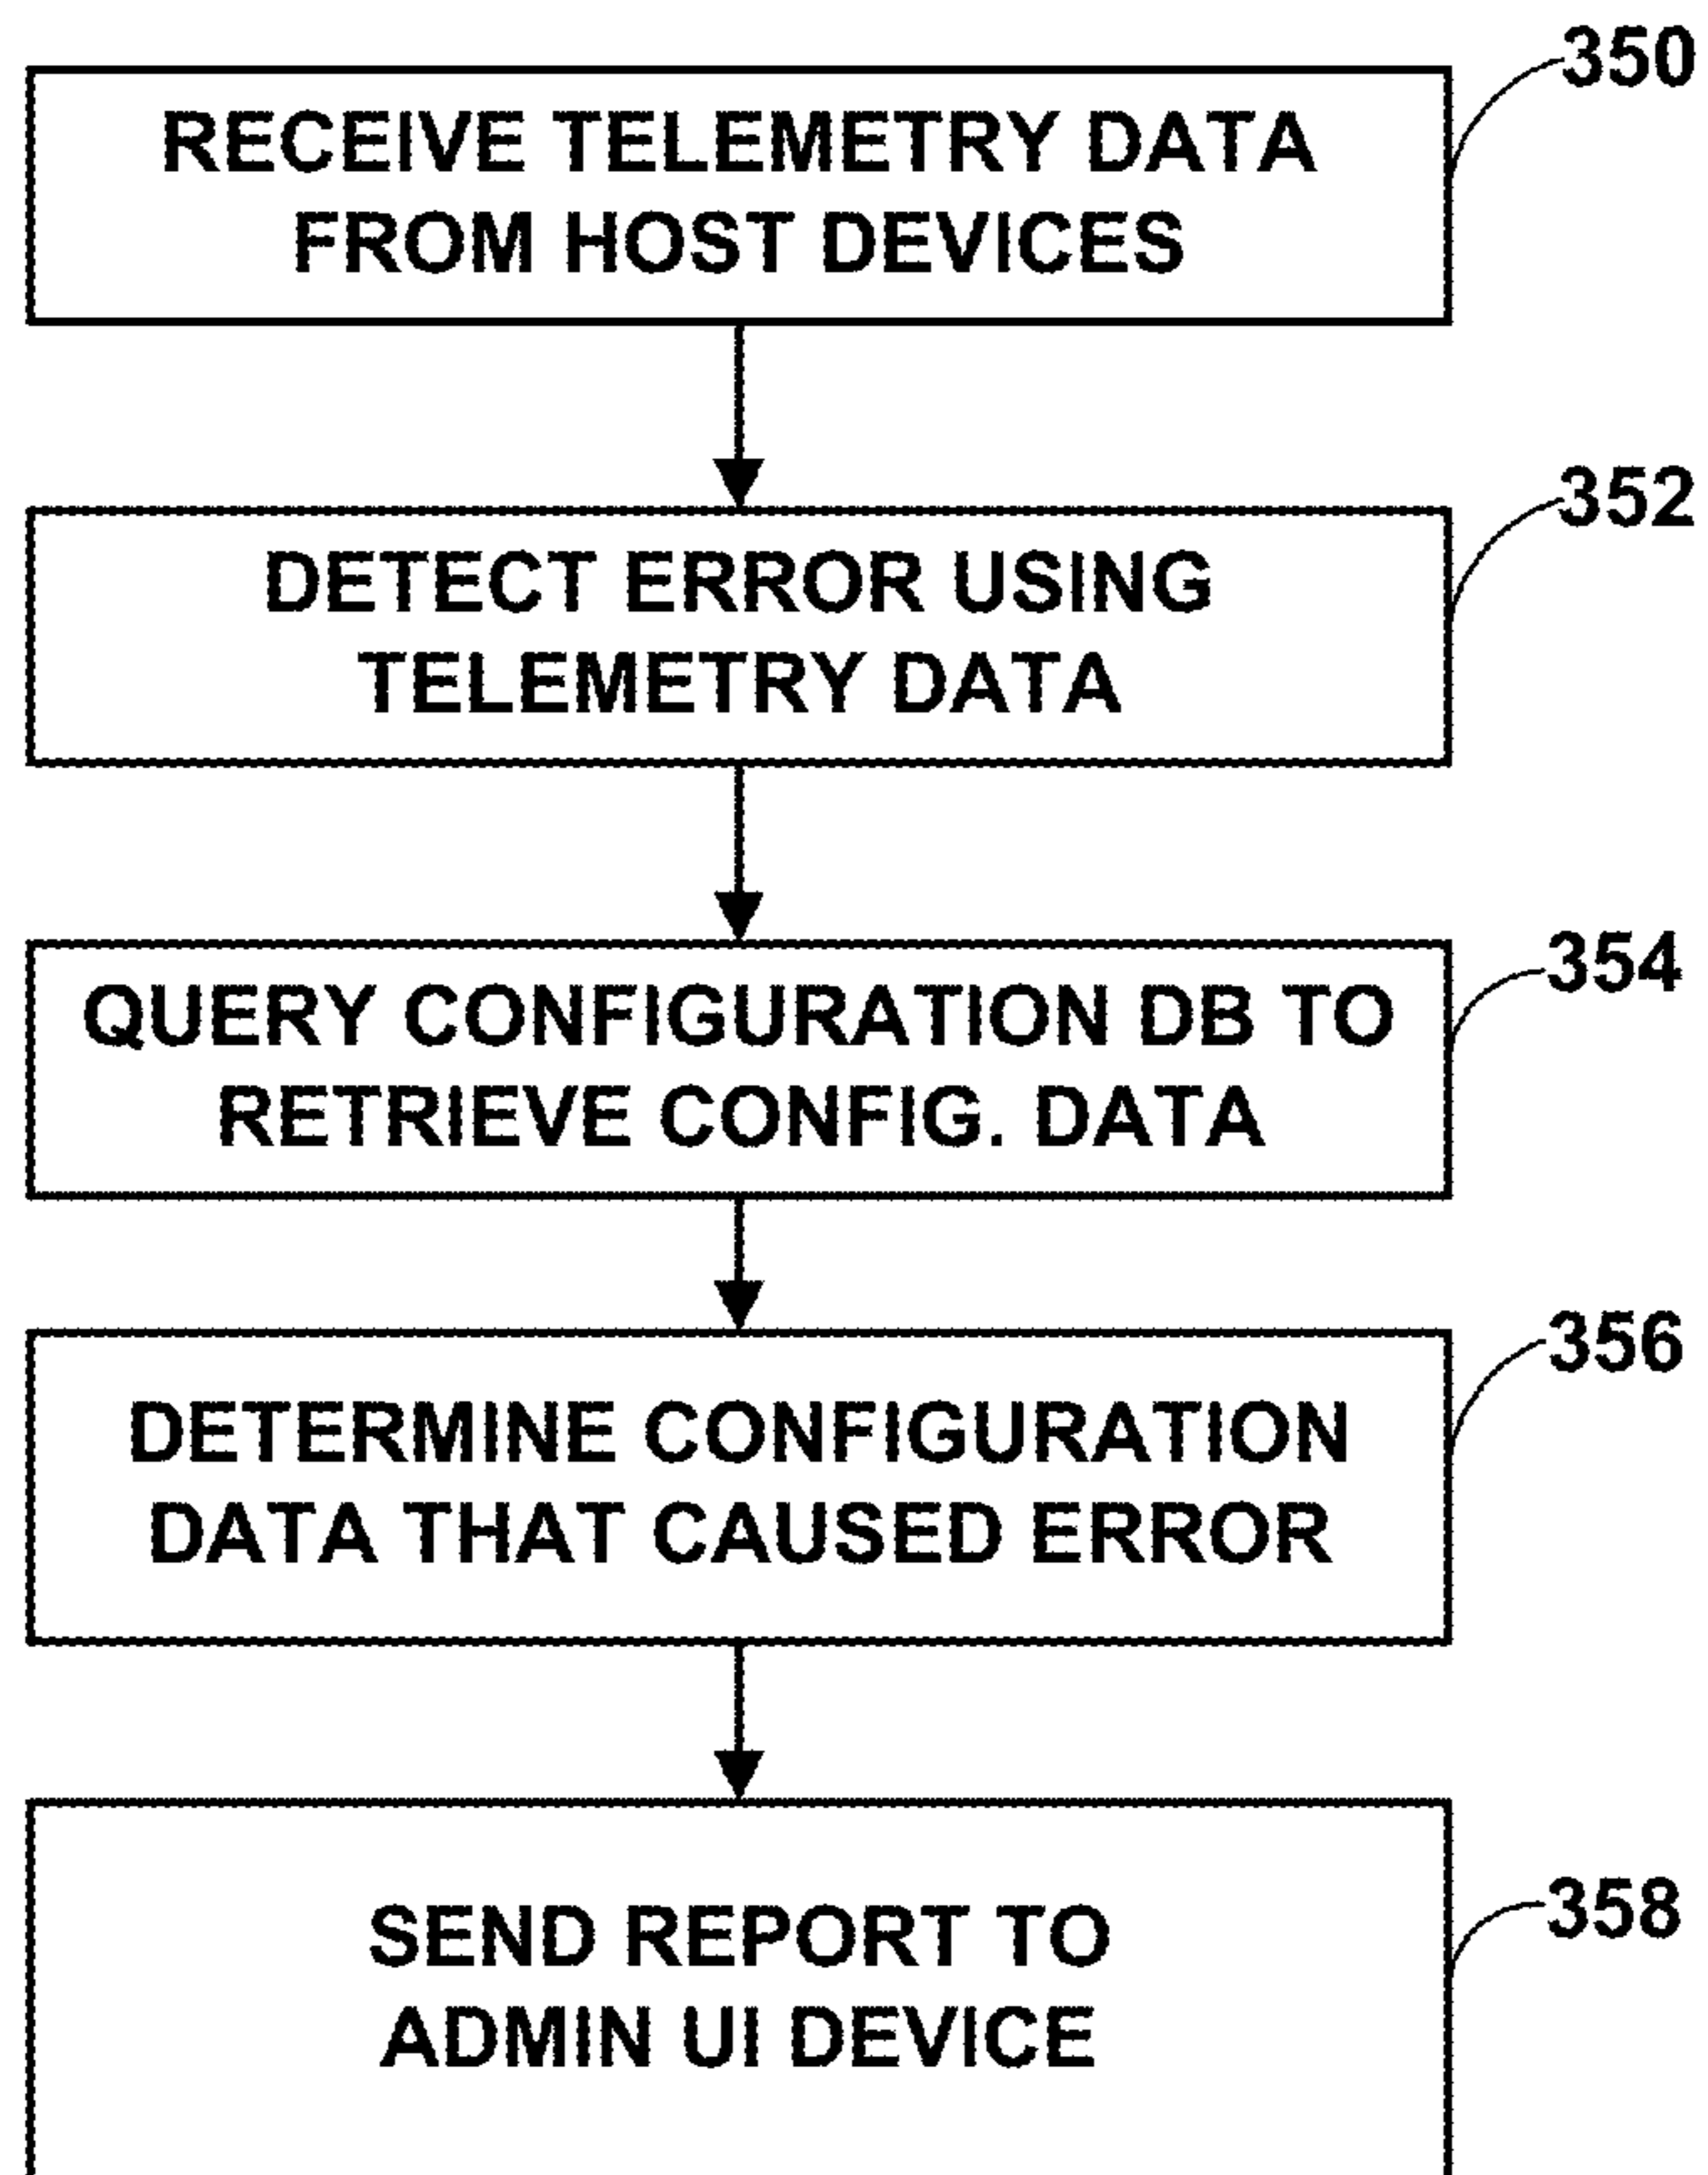 350
RECEIVE TELEMETRY DATA
FROM HOST DEVICES
352
DETECT ERROR USING
TELEMETRY DATA
354
QUERY CONFIGURATION DB TO
RETRIEVE CONFIG. DATA
356
DETERMINE CONFIGURATION
DATA THAT CAUSED ERROR
358
SEND REPORT TO
ADMIN UI DEVICE